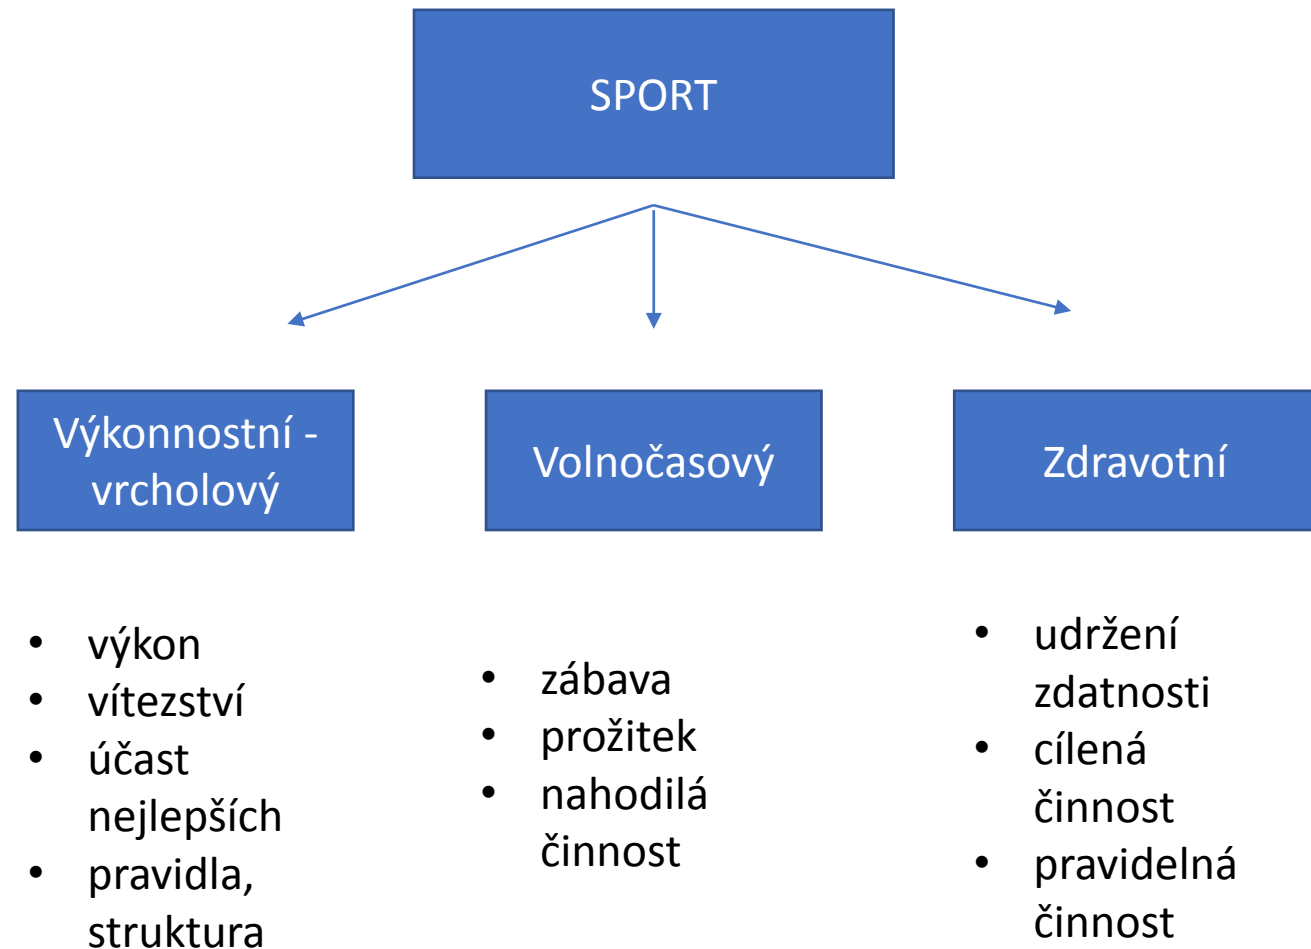 SPORT
Výkonnostní -
vrcholový
Volnočasový
Zdravotní
• výkon
• vítezství
• účast
nejlepších
• pravidla,
struktura
• zábava
• prožitek
• nahodilá
činnost
• udržení
zdatnosti
• cílená
činnost
• pravidelná
činnost